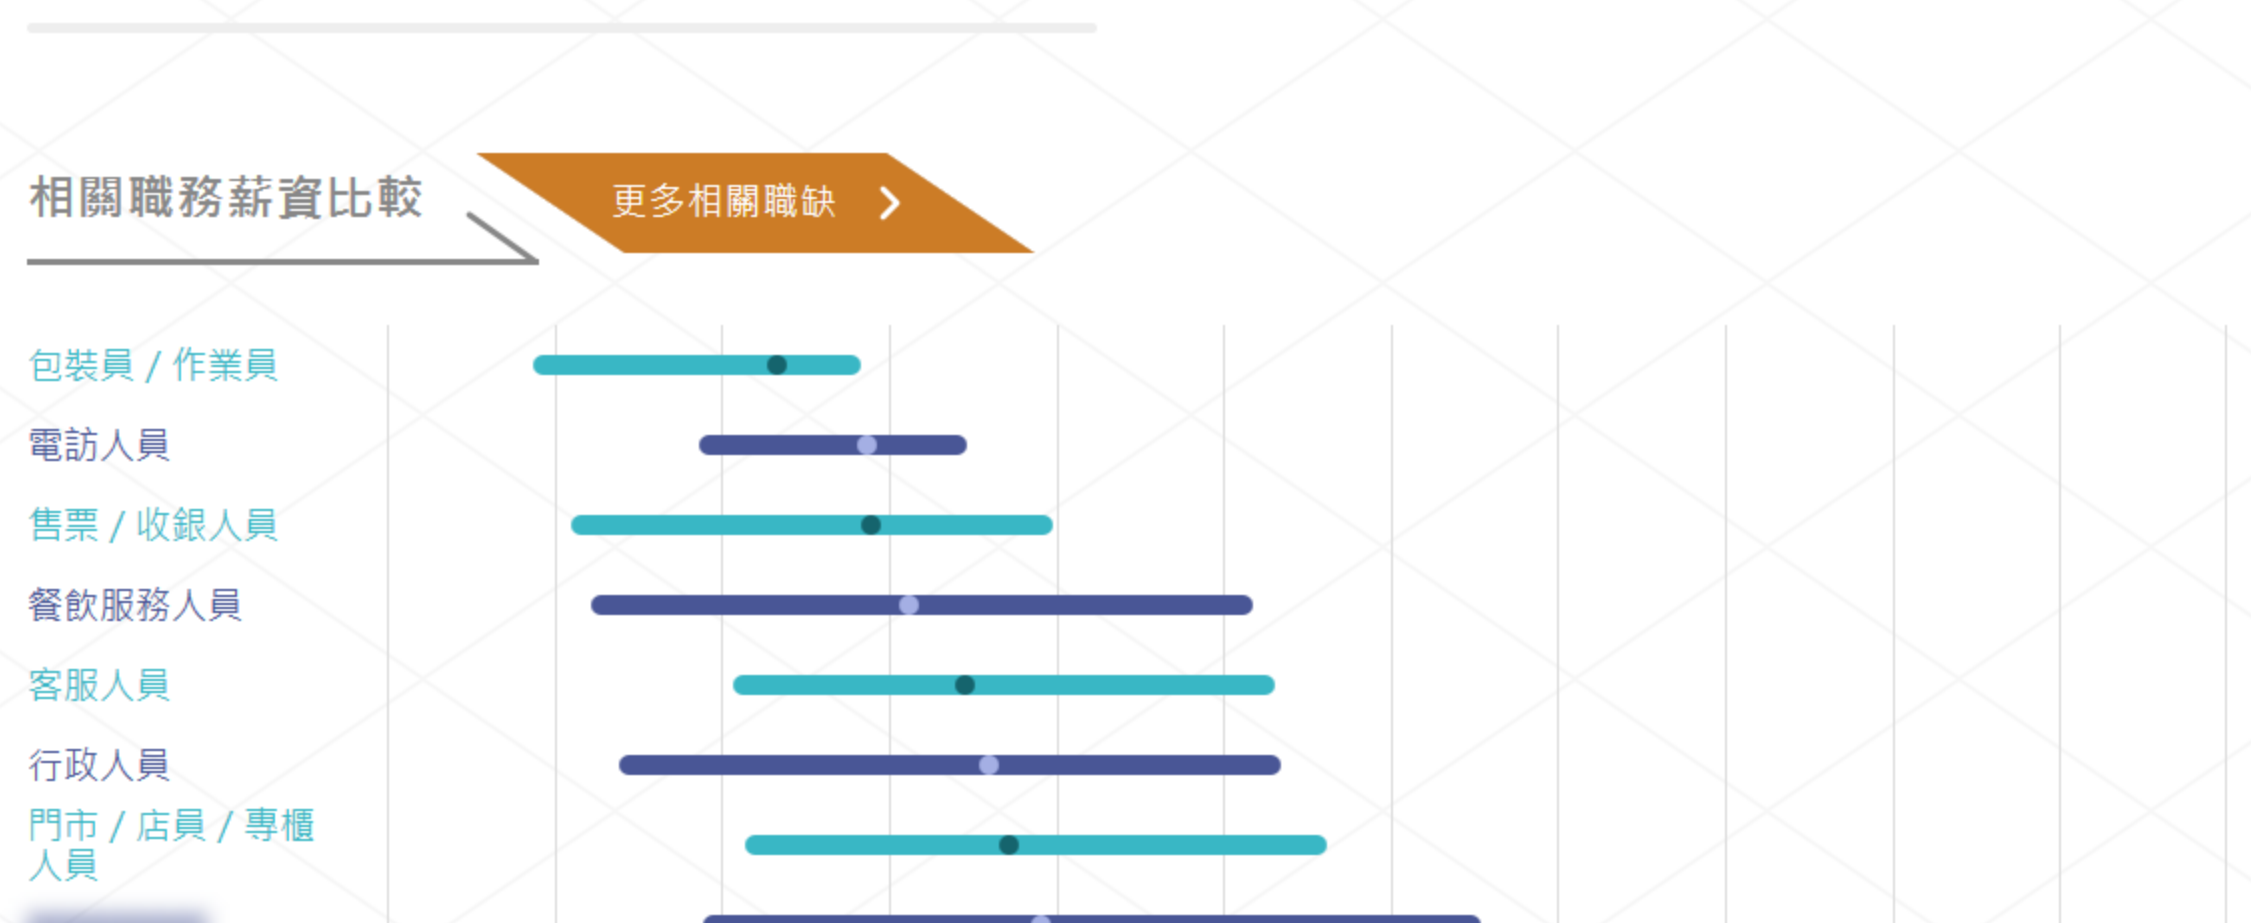 相關職務薪資比較
更多相關職缺
包裝員 / 作業員
電訪人員
售票 / 收銀人員
餐飲服務人員
客服人員
行政人員
門市 / 店員 / 專櫃
人員